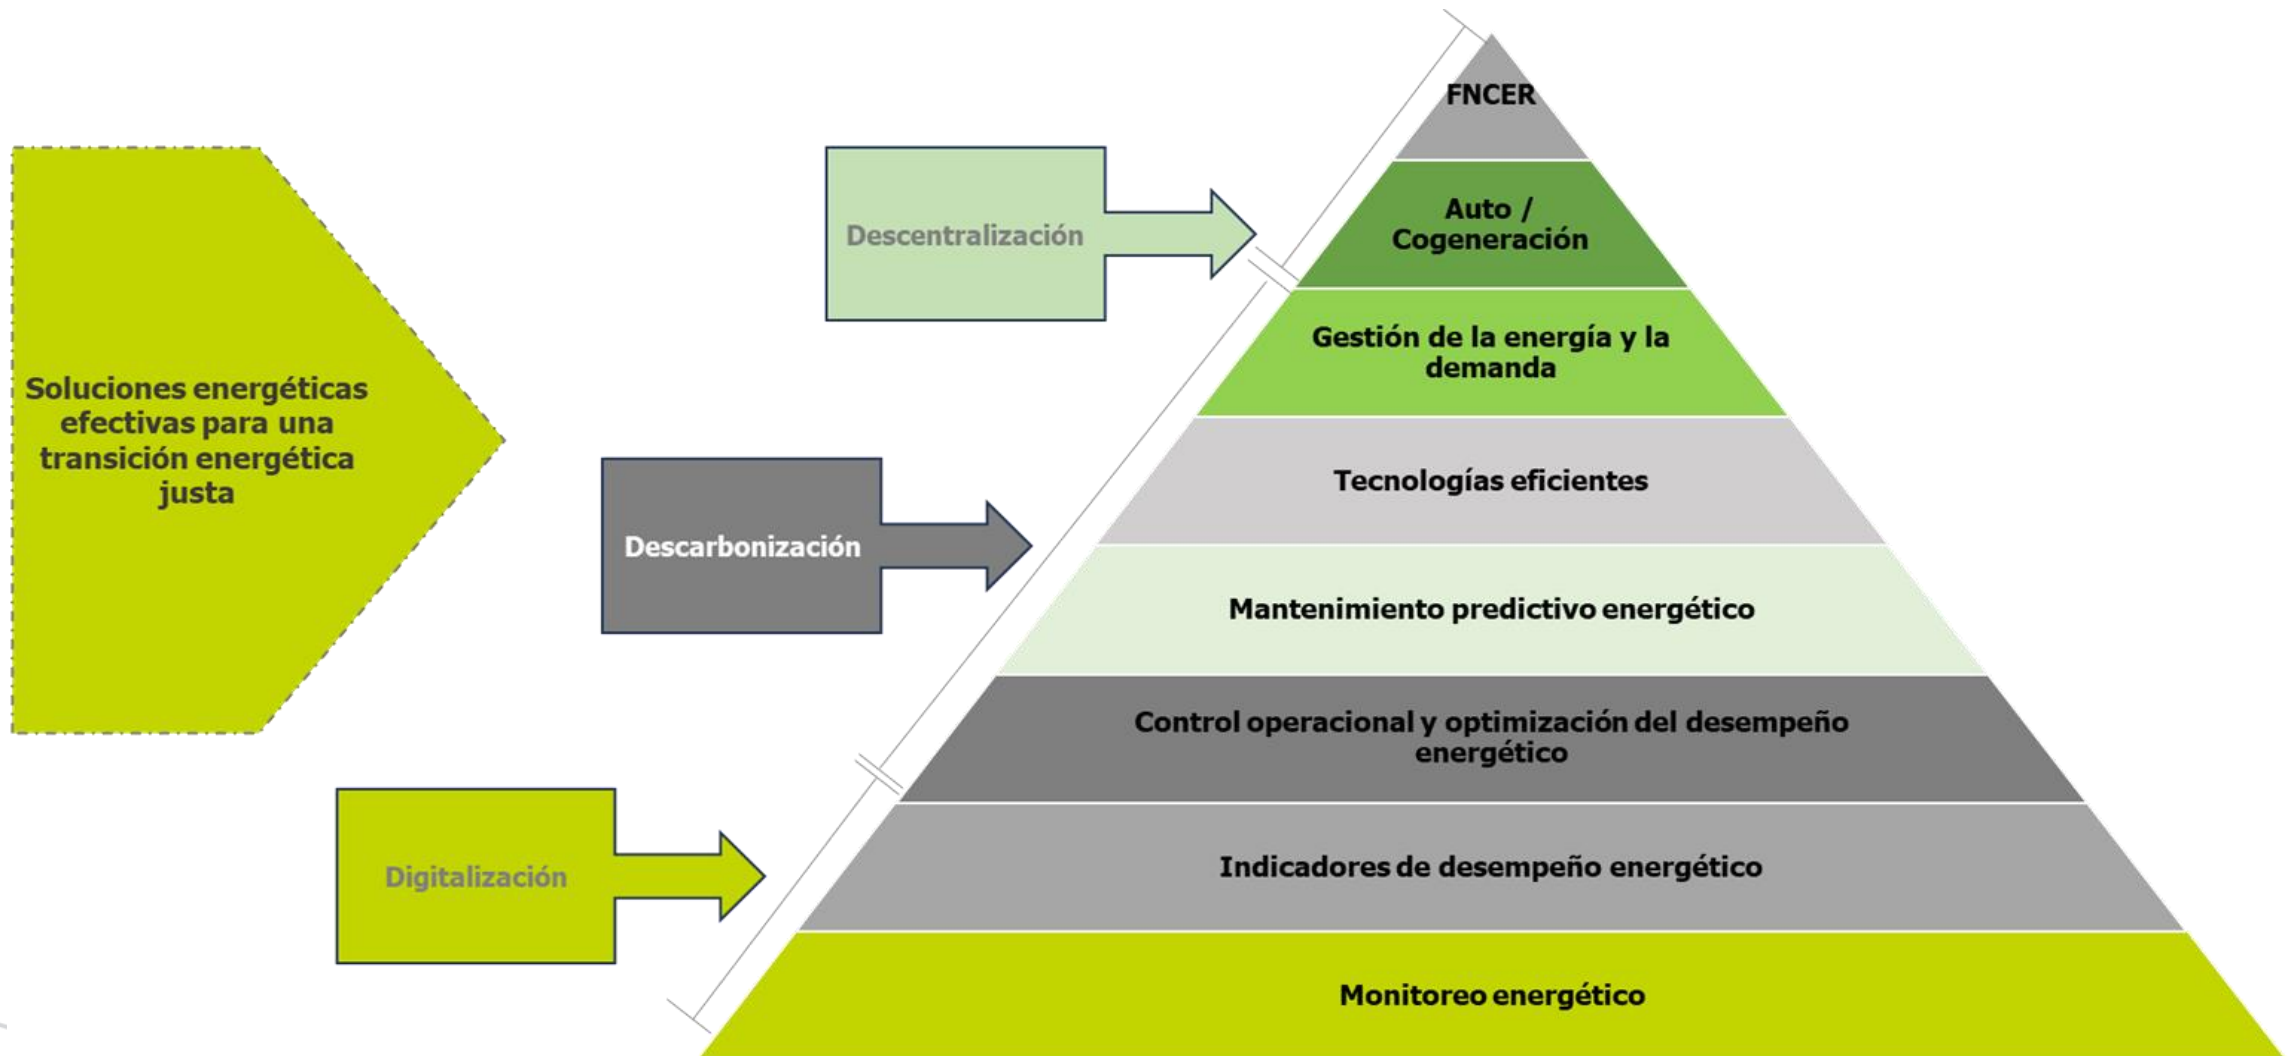 FNCER
Auto /
Cogeneración
Descentralización
Gestión de la energía y la
demanda
Soluciones energéticas
efectivas para una
transición energética
justa
Tecnologías eficientes
Descarbonización
Mantenimiento predictivo energético
Control operacional y optimización del desempeño
energético
Digitalización
Indicadores de desempeño energético
Monitoreo energético